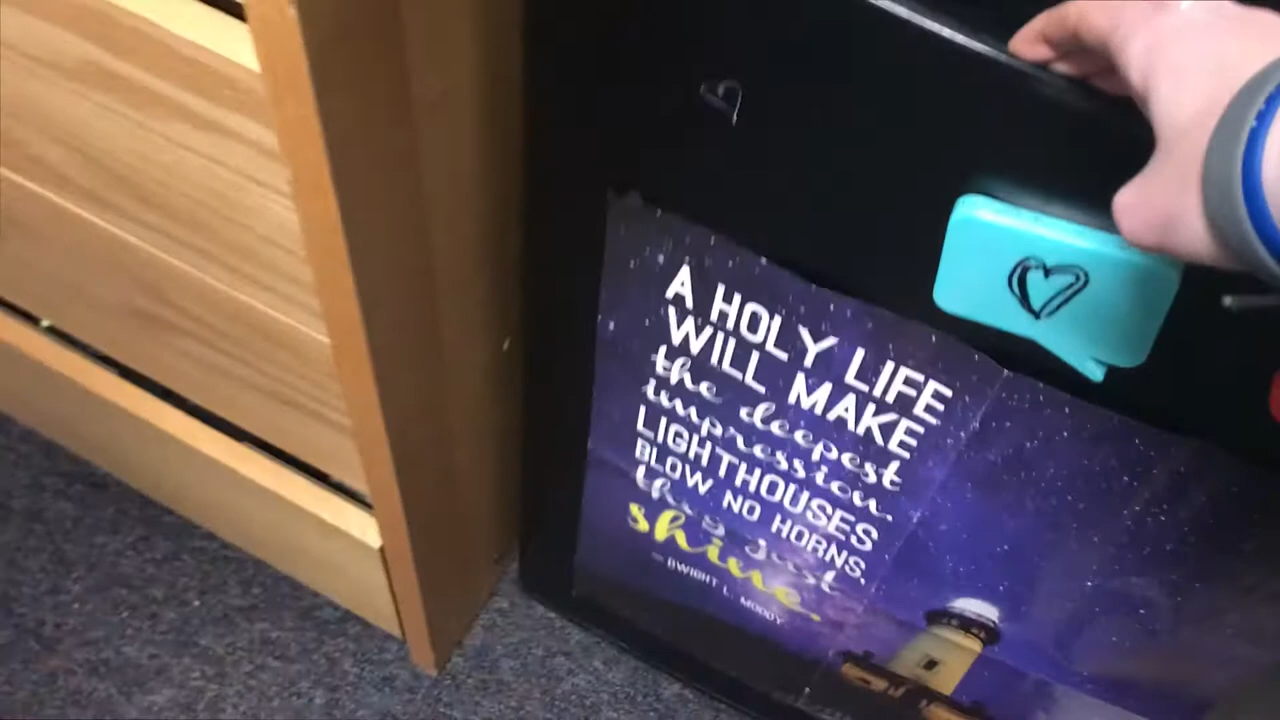 A HOLY LIFE
WILL MAKE
the deepest
impression.
LIGHTHOUSES
BLOW NO HORNS,
they just
shine.
- DWIGHT L. MOODY